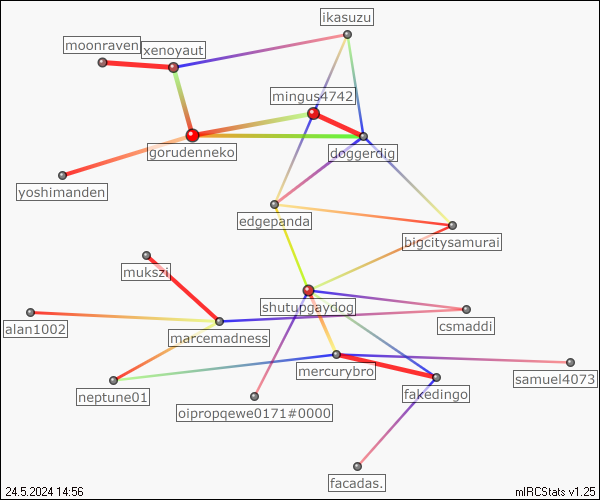 ikasuzu
moonraven
xenoyaut
mingus4742
gorudenneko
doggerdig
yoshimanden
edgepanda
bigcitysamurai
mukszi
shutupgaydog
csmaddi
alan1002
marcemadness
mercurybro
samuel4073
neptune01
fakedingo
oipropqewe0171#0000
facadas.
24.5.2024 14:56
mIRCStats v1.25